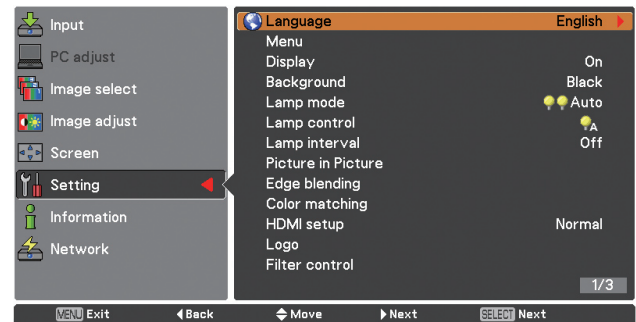 Input
PC adjust
Image select
Image adjust
Screen
Setting
Information
Network
Language English
Menu
Display On
Background Black
Lamp mode Auto
Lamp control A
Lamp interval Off
Picture in Picture
Edge blending
Color matching
HDMI setup Normal
Logo
Filter control
1/3
MENU Exit Back Move Next SELECT Next